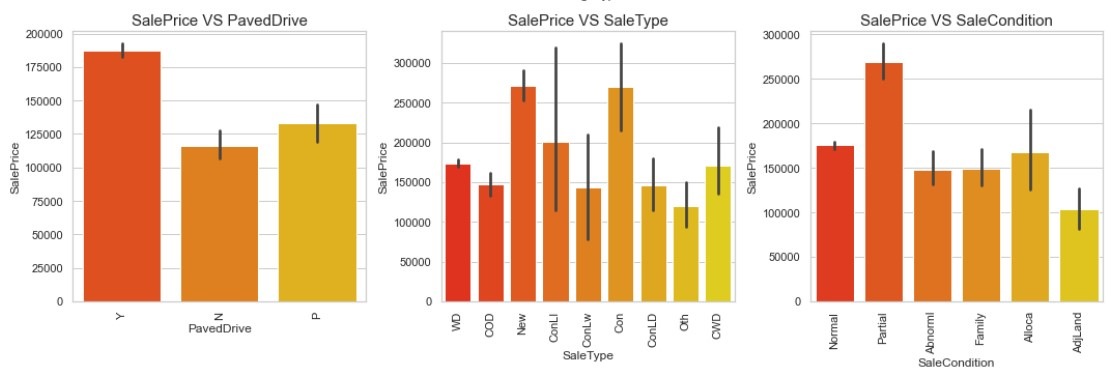 SalePrice VS PavedDrive
SalePrice
200000
175000
150000
125000
100000
75000
50000
25000
0
Y
N
P
PavedDrive
SalePrice VS SaleType
SalePrice
300000
250000
200000
150000
100000
50000
0
WD
COD
New
ConLI
ConLw
Con
ConLD
Oth
CWD
SaleType
SalePrice VS SaleCondition
SalePrice
300000
250000
200000
150000
100000
50000
0
Normal
Partial
Abnorml
Family
Alloca
AdjLand
SaleCondition